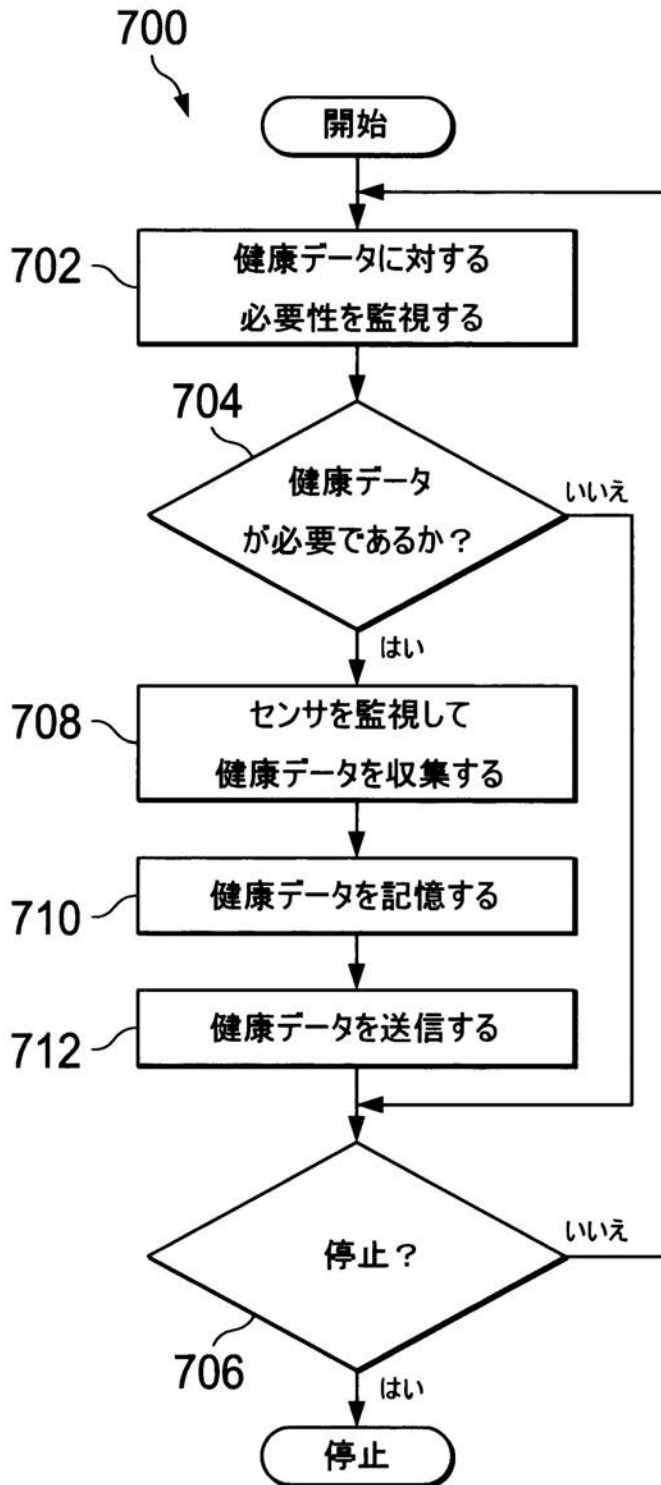 700
開始
702
健康データに対する
必要性を監視する
704
健康データ
が必要であるか？
いいえ
はい
708
センサを監視して
健康データを収集する
710
健康データを記憶する
712
健康データを送信する
停止？
いいえ
706
はい
停止